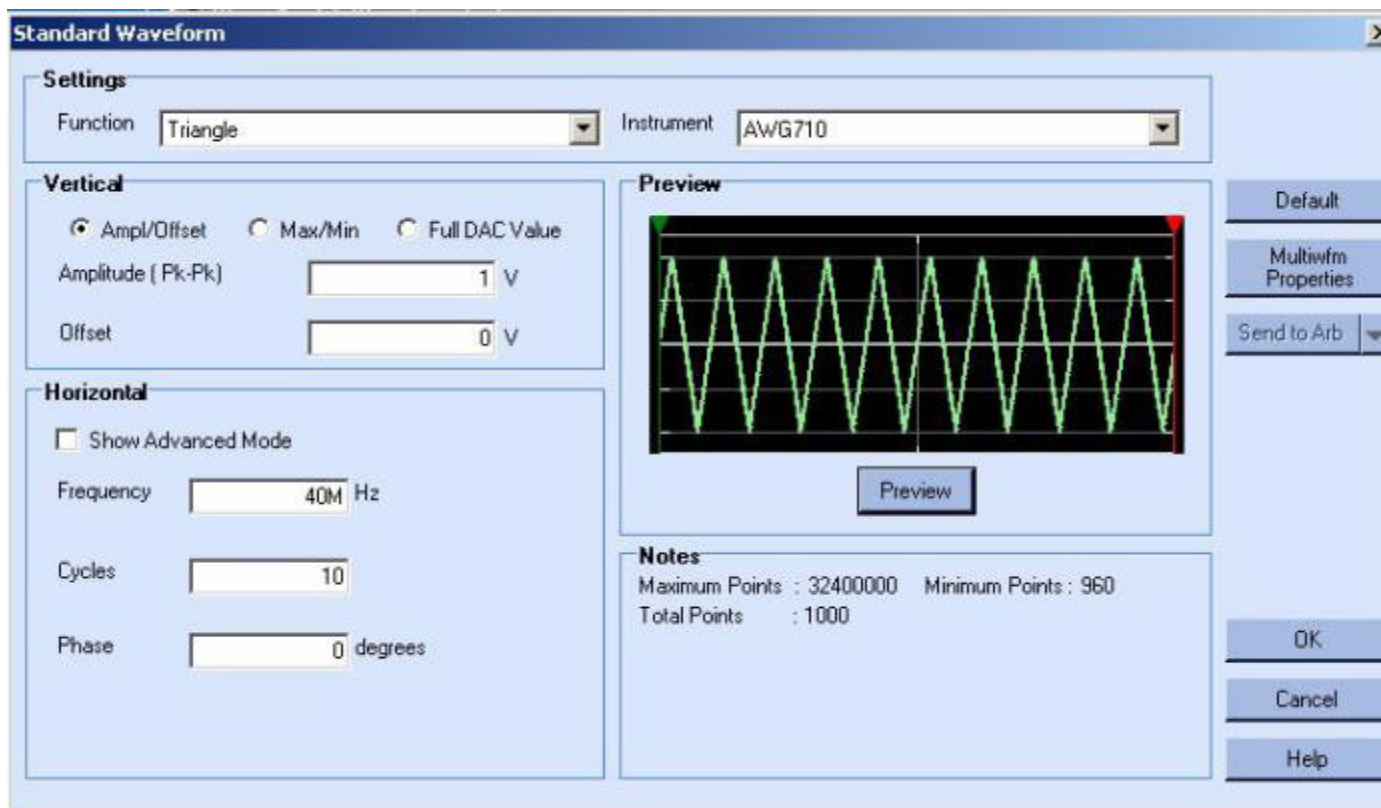 Standard Waveform
Settings
Function Triangle Instrument AWG710
Vertical
Ampl/Offset Max/Min Full DAC Value
Amplitude ( Pk-Pk) 1 V
Offset 0 V
Horizontal
Show Advanced Mode
Frequency 40M Hz
Cycles 10
Phase 0 degrees
Preview
Preview
Notes
Maximum Points : 32400000 Minimum Points : 960
Total Points : 1000
Default
Multiwfm
Properties
Send to Arb
OK
Cancel
Help